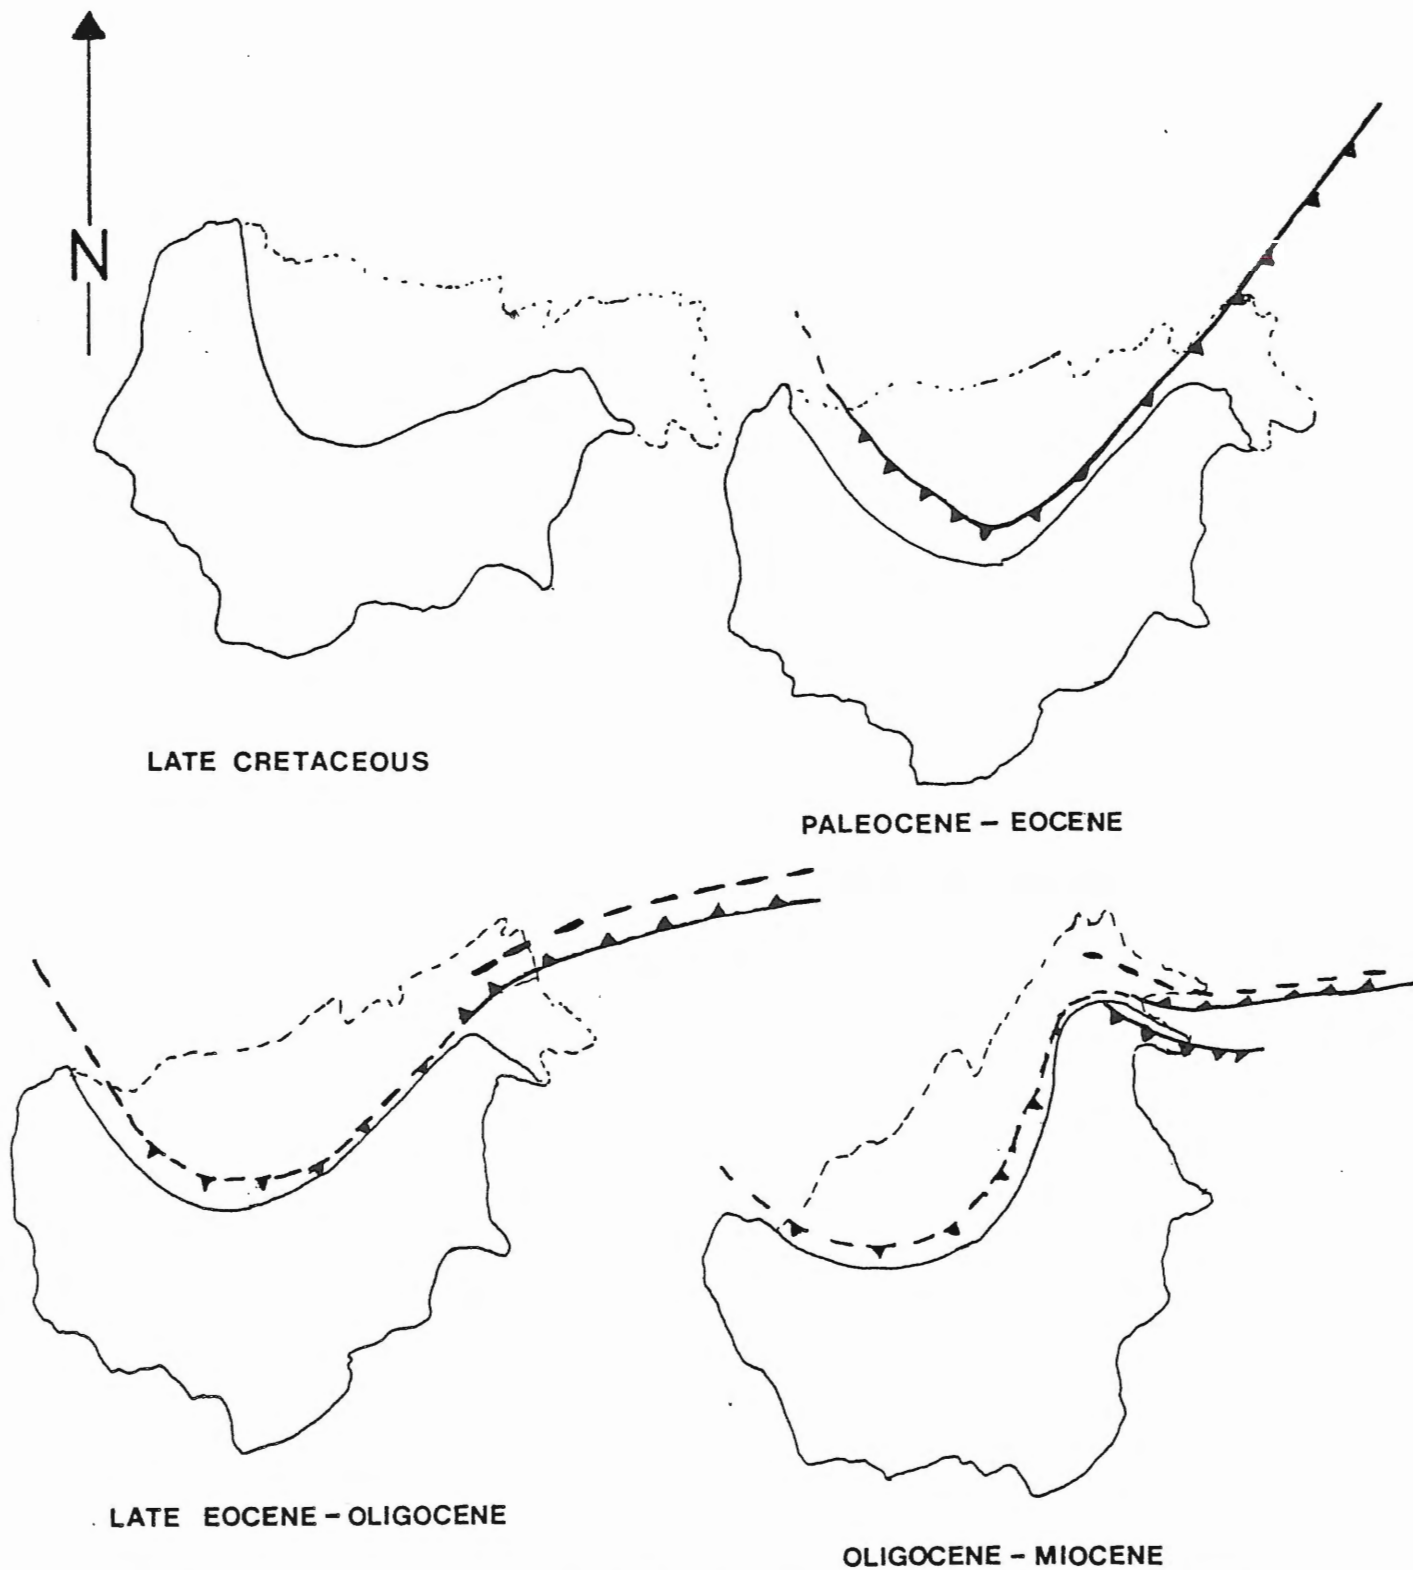 N
LATE CRETACEOUS
PALEOCENE – EOCENE
LATE EOCENE – OLIGOCENE
OLIGOCENE – MIOCENE